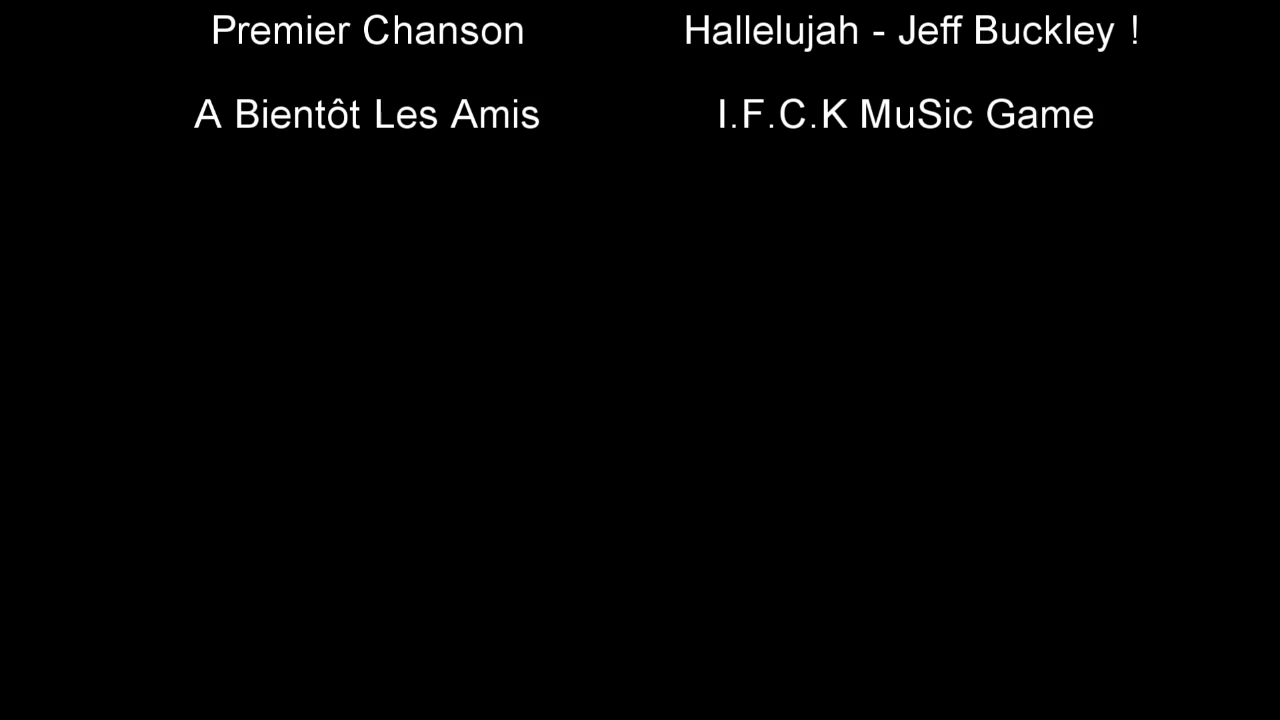 Premier Chanson Hallelujah - Jeff Buckley !
A Bientôt Les Amis I.F.C.K MuSic Game